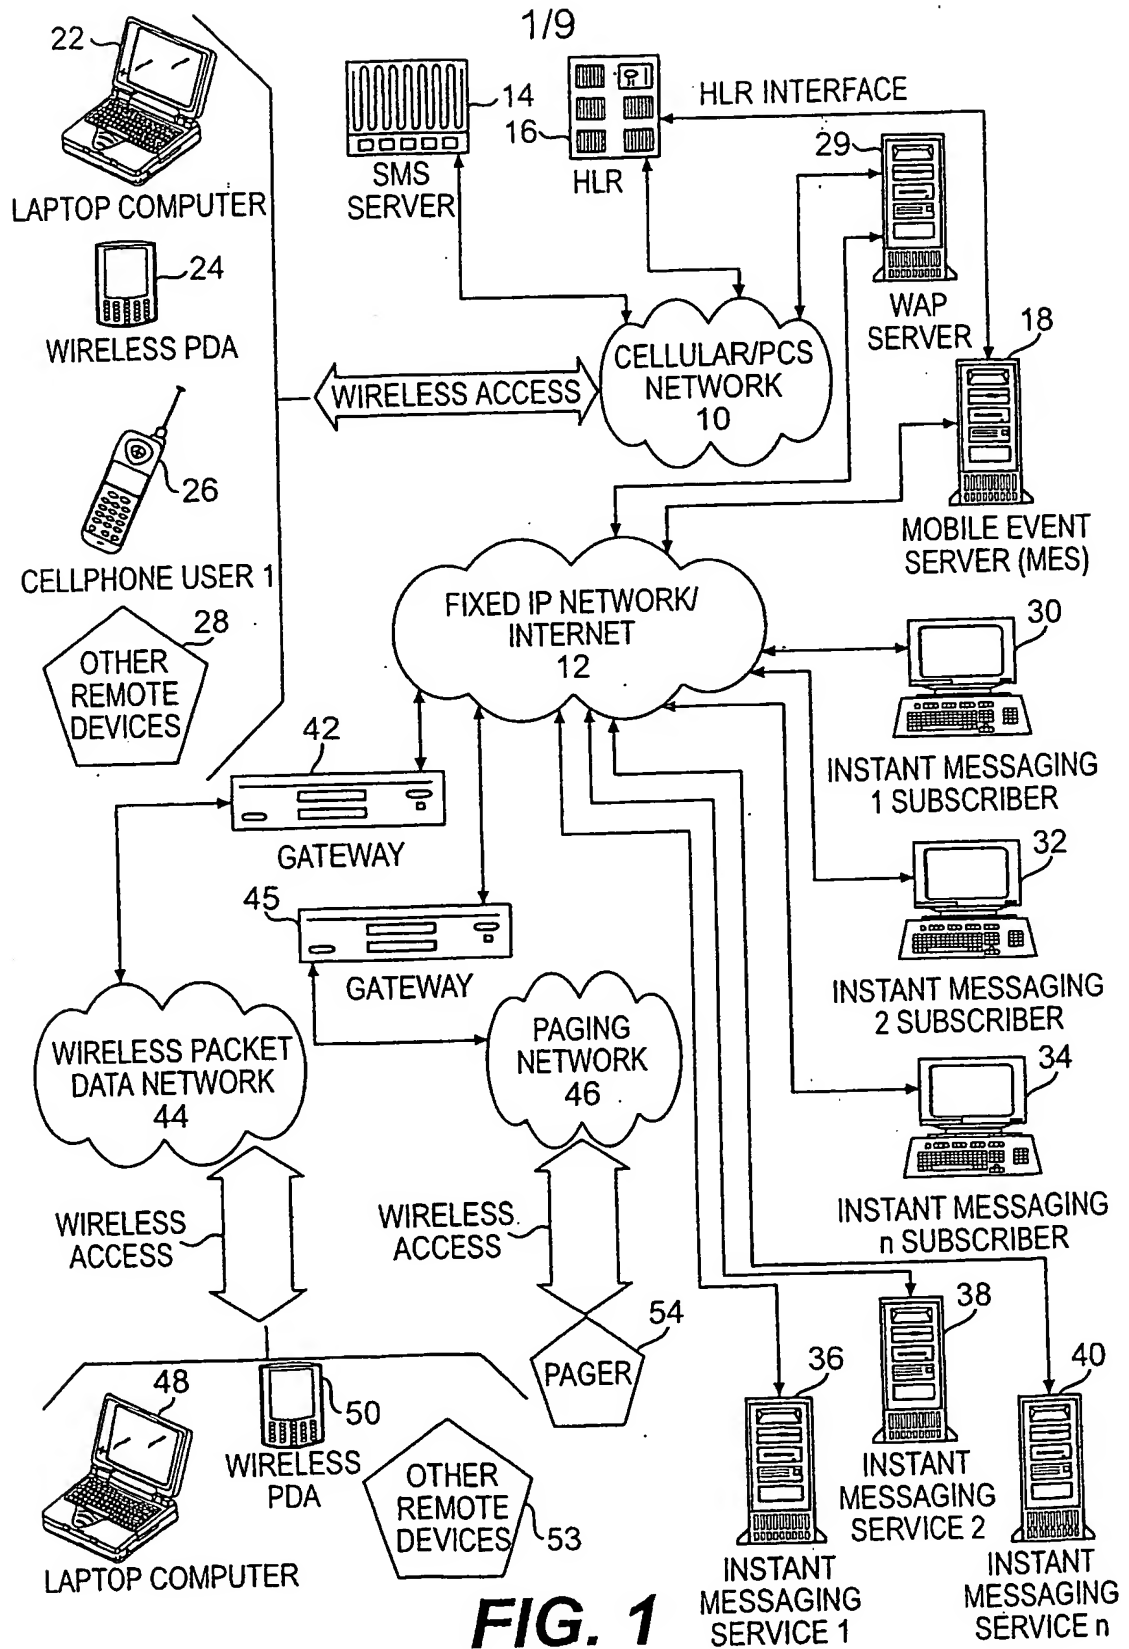 1/9
22
LAPTOP COMPUTER
24
WIRELESS PDA
26
CELLPHONE USER 1
28
OTHER
REMOTE
DEVICES
14
SMS
SERVER
16
HLR
HLR INTERFACE
29
WAP
SERVER
18
MOBILE EVENT
SERVER (MES)
WIRELESS ACCESS
CELLULAR/PCS
NETWORK
10
FIXED IP NETWORK/
INTERNET
12
30
INSTANT MESSAGING
1 SUBSCRIBER
32
INSTANT MESSAGING
2 SUBSCRIBER
34
INSTANT MESSAGING
n SUBSCRIBER
42
GATEWAY
45
GATEWAY
WIRELESS PACKET
DATA NETWORK
44
PAGING
NETWORK
46
WIRELESS
ACCESS
WIRELESS
ACCESS
54
PAGER
48
LAPTOP COMPUTER
50
WIRELESS
PDA
OTHER
REMOTE
DEVICES
53
36
INSTANT
MESSAGING
SERVICE 1
38
INSTANT
MESSAGING
SERVICE 2
40
INSTANT
MESSAGING
SERVICE n
FIG. 1